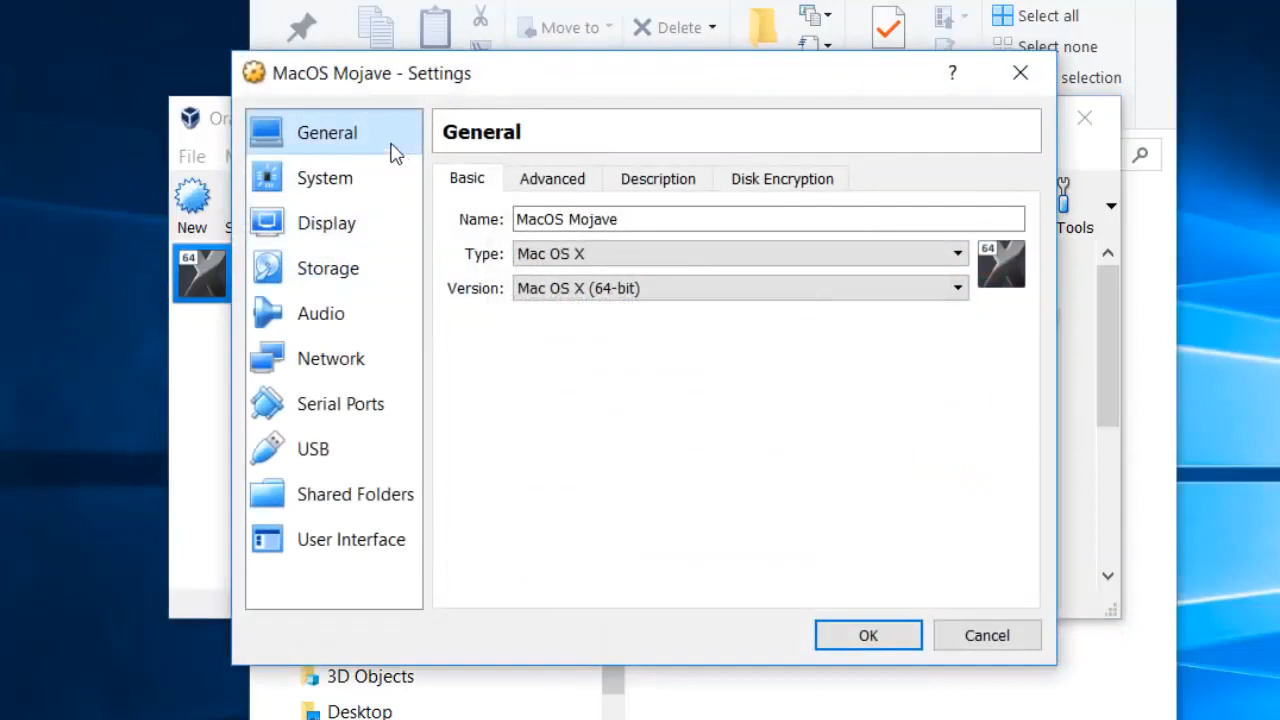 Move to
Delete
Select all
Select none
selection
MacOS Mojave - Settings
?
Ora
File
New
64
Tools
General
System
Display
Storage
Audio
Network
Serial Ports
USB
Shared Folders
User Interface
General
Basic Advanced Description Disk Encryption
Name: MacOS Mojave
Type: Mac OS X
64
Version: Mac OS X (64-bit)
OK Cancel
3D Objects
Desktop